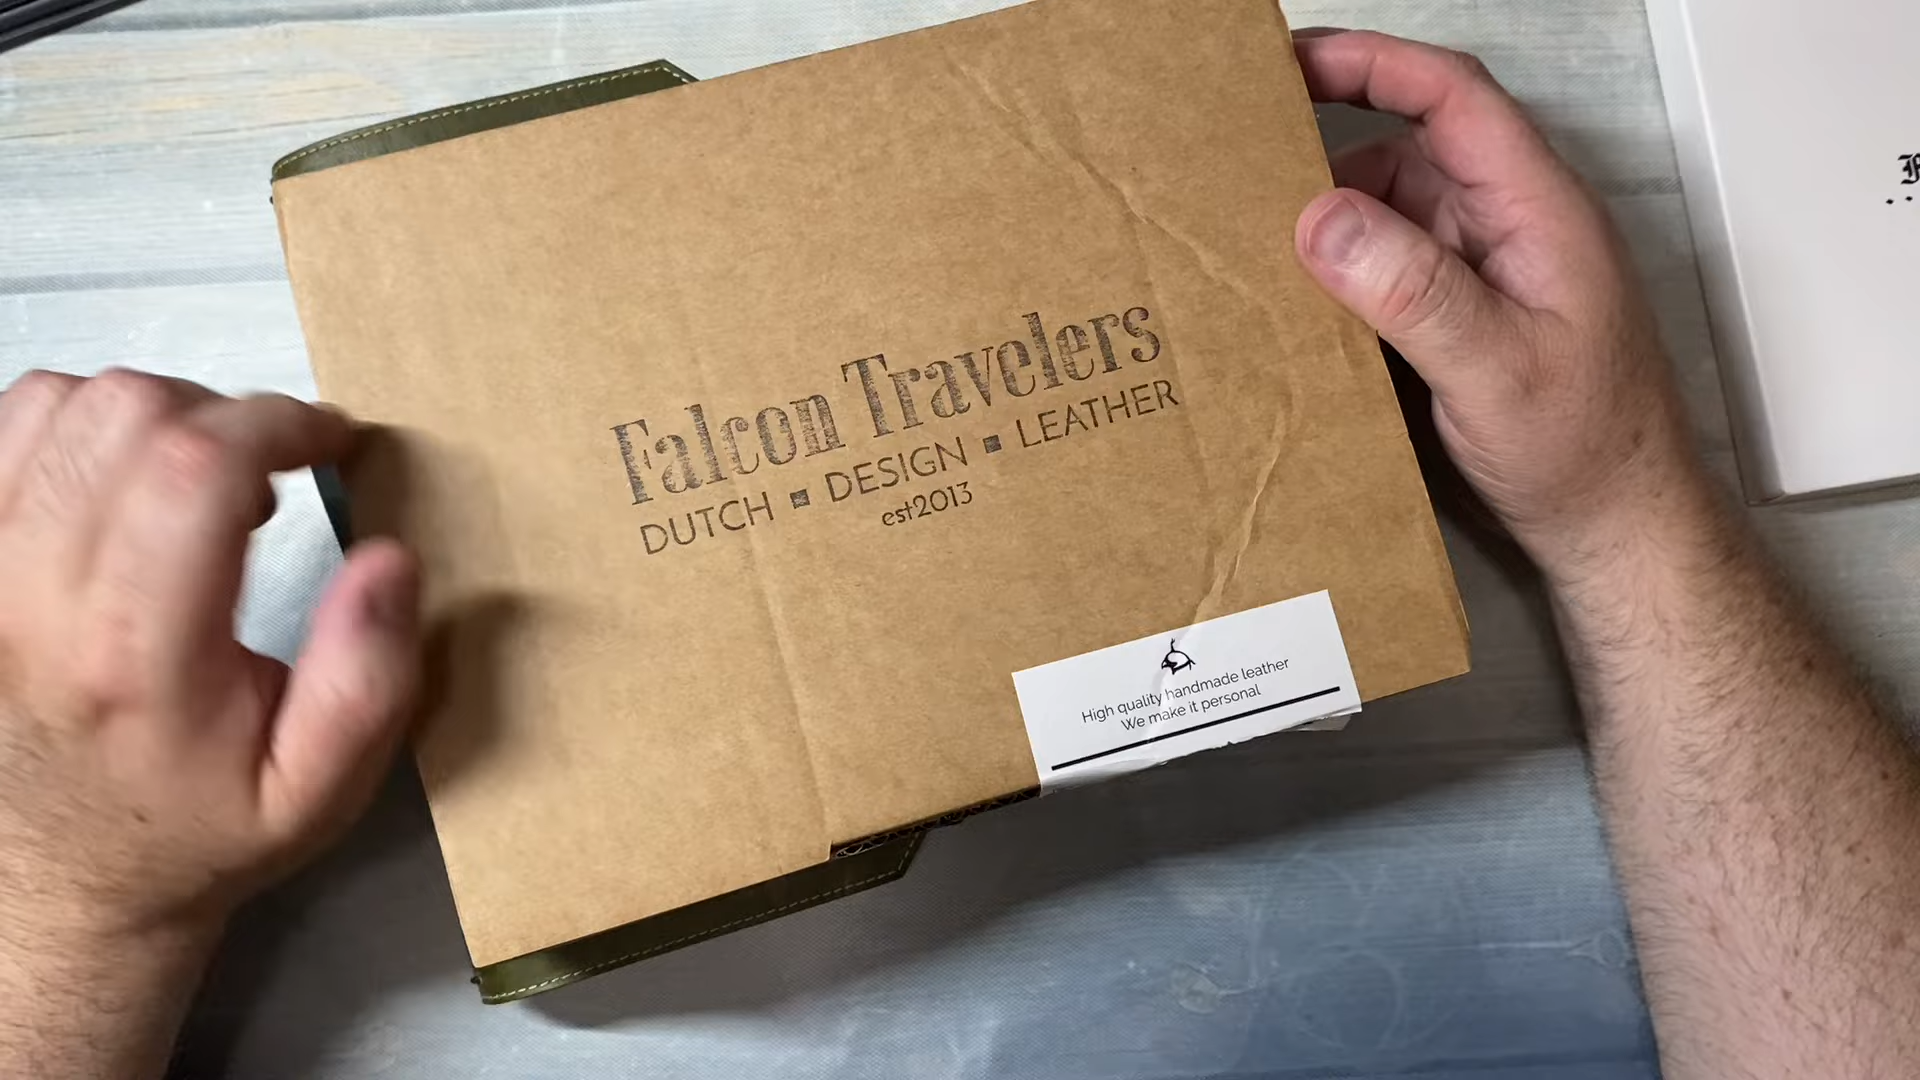 Falcon Travelers
DUTCH ▪ DESIGN ▪ LEATHER
est2013
High quality handmade leather
We make it personal